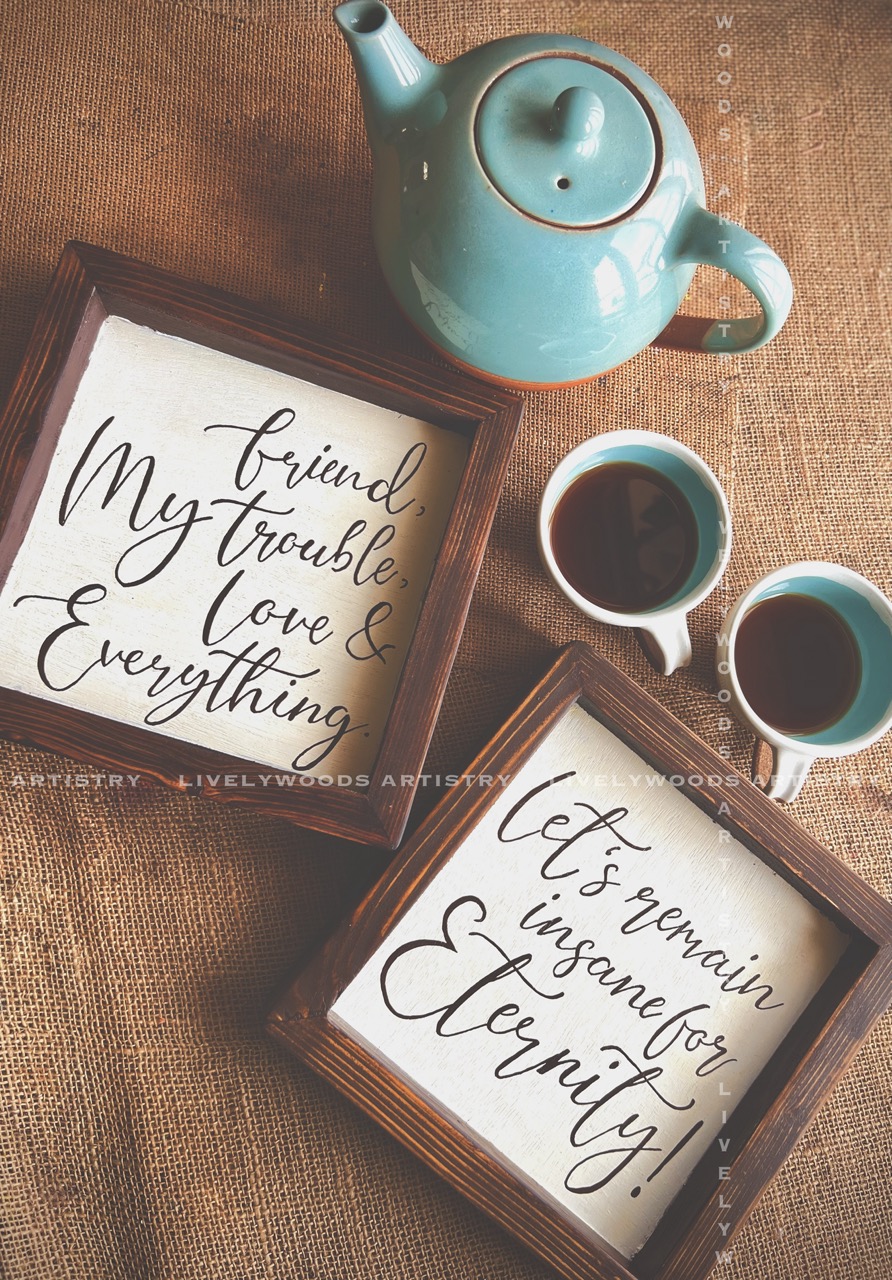 friend,
My trouble,
love &
Everything.
Let's remain
insane for
Eternity!
ARTISTRY LIVELYWOODS ARTISTRY LIVELYWOODS ARTISTRY
WOODS ARTISTRY LIVELYWOODS ARTISTRY LIVELYW